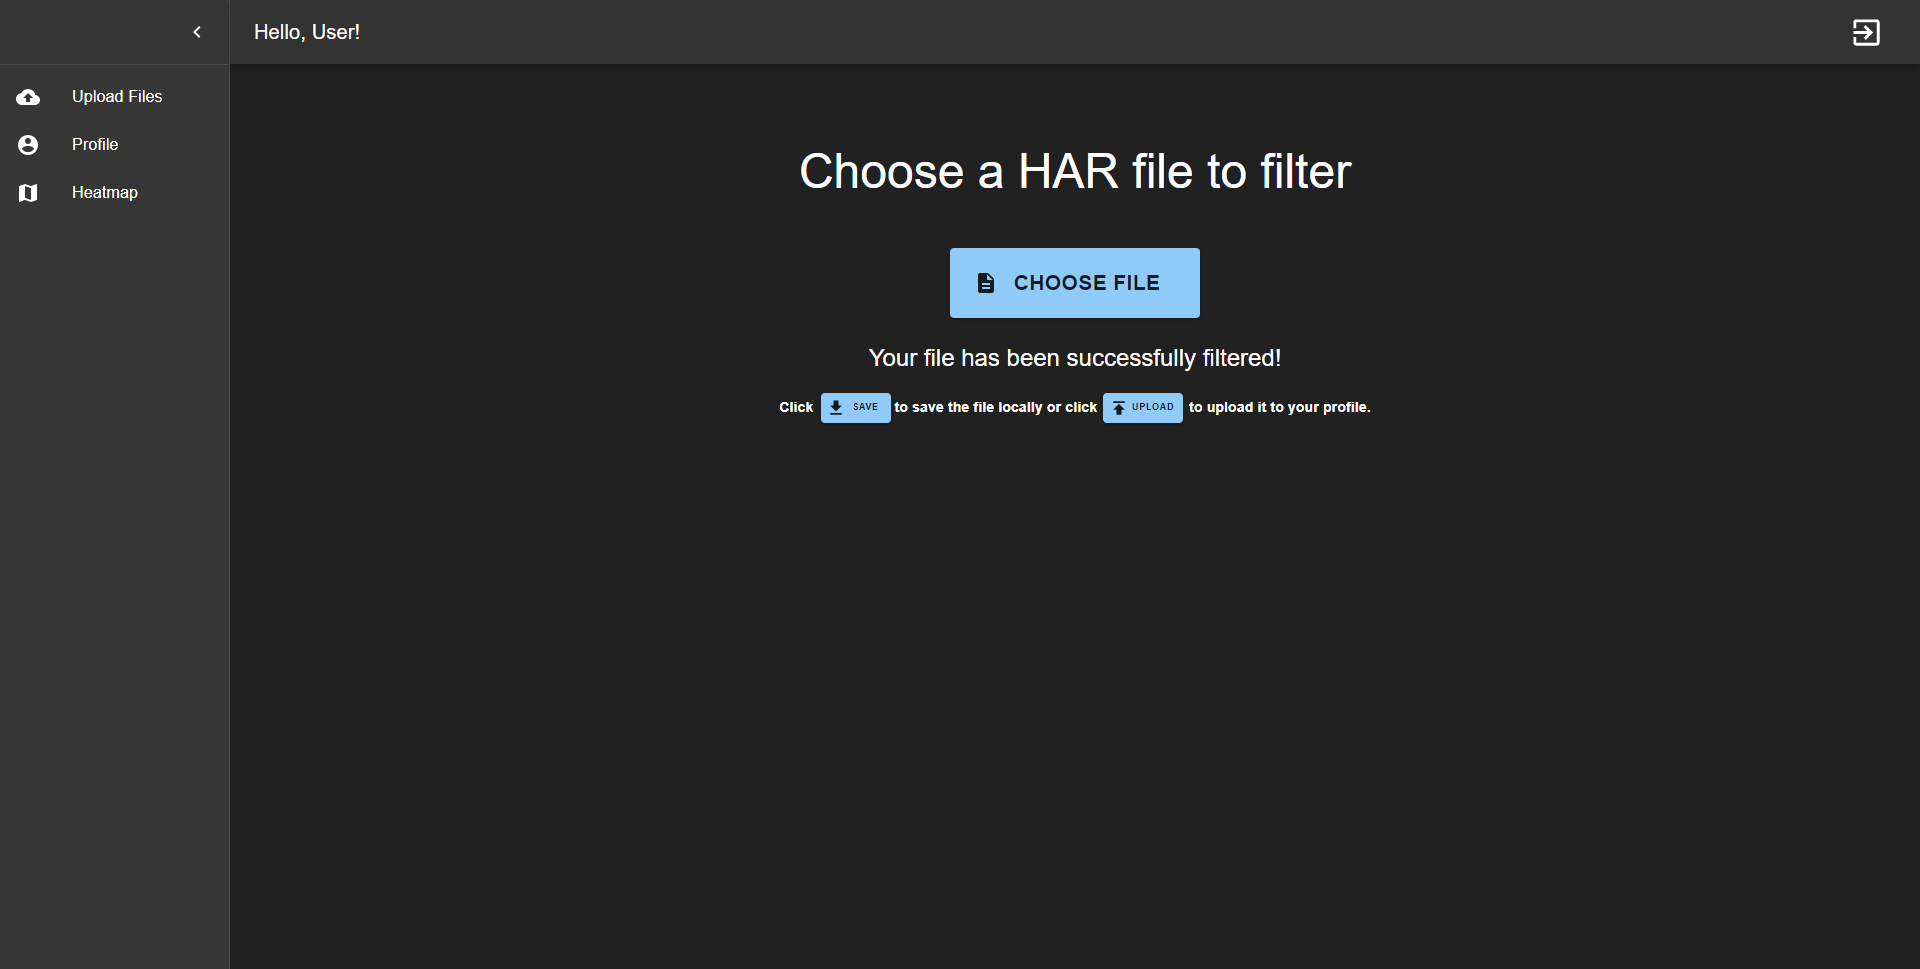 Hello, User!
Upload Files
Profile
Heatmap
Choose a HAR file to filter
CHOOSE FILE
Your file has been successfully filtered!
Click SAVE to save the file locally or click UPLOAD to upload it to your profile.